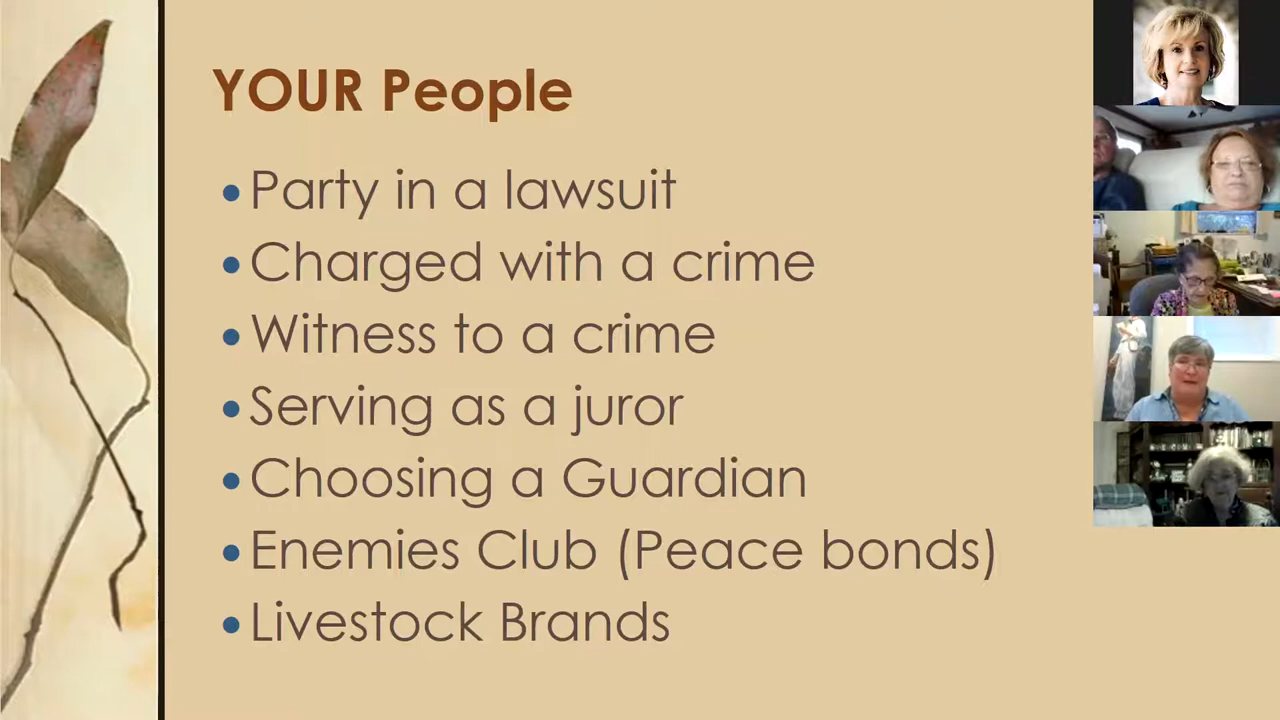 YOUR People
• Party in a lawsuit
• Charged with a crime
• Witness to a crime
• Serving as a juror
• Choosing a Guardian
• Enemies Club (Peace bonds)
• Livestock Brands